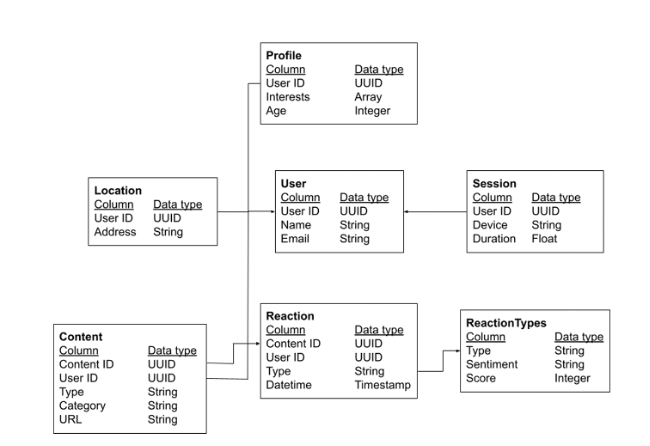 Profile
Column Data type
User ID UUID
Interests Array
Age Integer
Location
Column Data type
User ID UUID
Address String
User
Column Data type
User ID UUID
Name String
Email String
Session
Column Data type
User ID UUID
Device String
Duration Float
Content
Column Data type
Content ID UUID
User ID UUID
Type String
Category String
URL String
Reaction
Column Data type
Content ID UUID
User ID UUID
Type String
Datetime Timestamp
ReactionTypes
Column Data type
Type String
Sentiment String
Score Integer